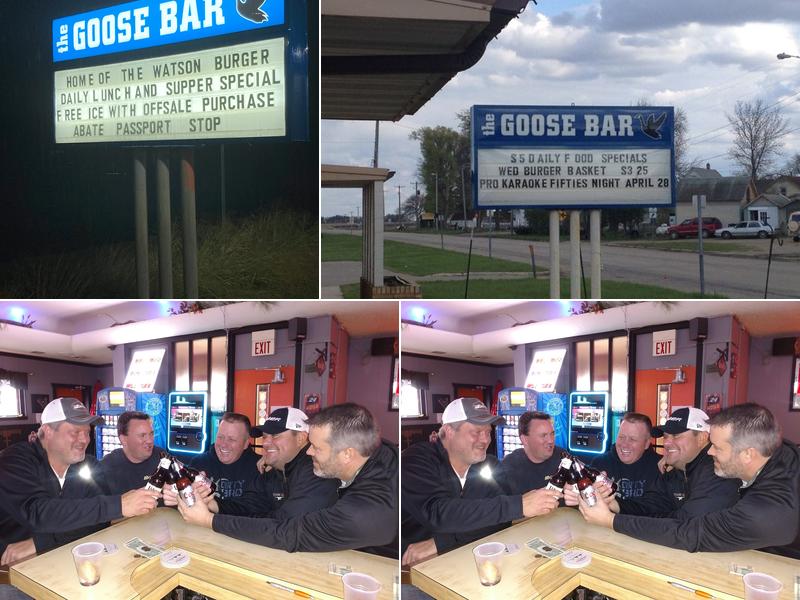 the GOOSE BAR
HOME OF THE WATSON BURGER
DAILY LUNCH AND SUPPER SPECIAL
FREE ICE WITH OFFSALE PURCHASE
ABATE PASSPORT STOP
the GOOSE BAR
$5 DAILY FOOD SPECIALS
WED BURGER BASKET $3 25
PRO KARAOKE FIFTIES NIGHT APRIL 28
EXIT
EXIT